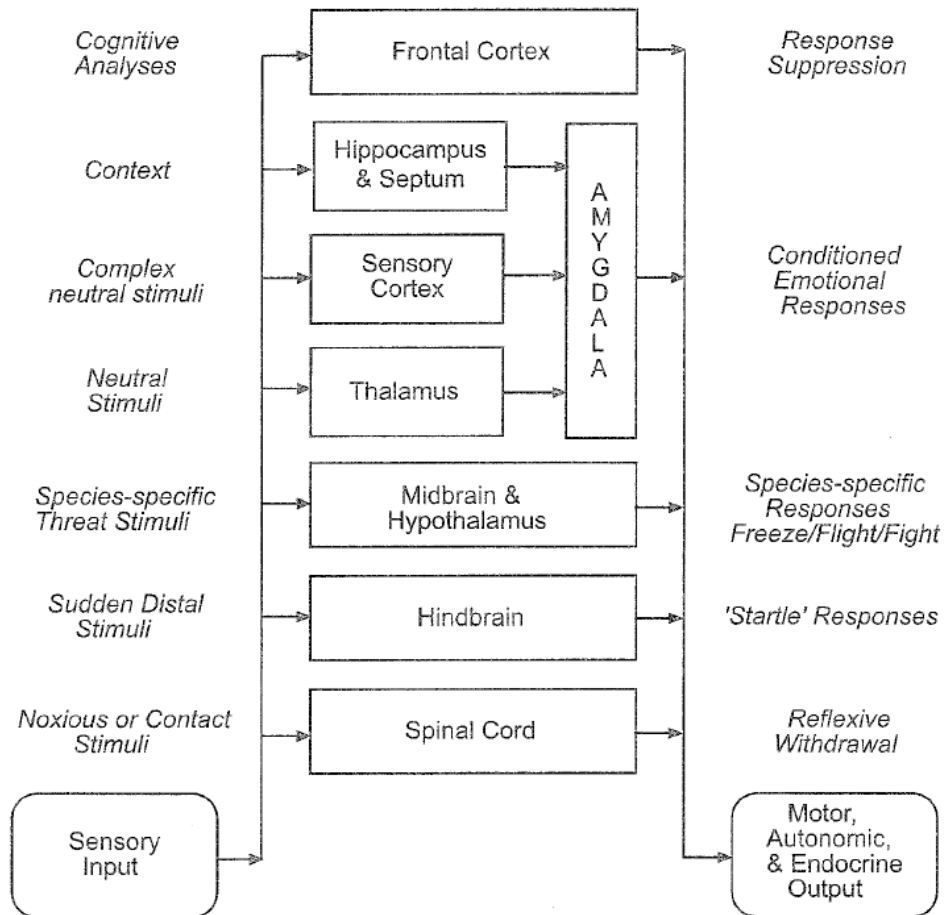 Cognitive
Analyses
Frontal Cortex
Response
Suppression
Context
Hippocampus
& Septum
AMYGDALA
Complex
neutral stimuli
Sensory
Cortex
Conditioned
Emotional
Responses
Neutral
Stimuli
Thalamus
Species-specific
Threat Stimuli
Midbrain &
Hypothalamus
Species-specific
Responses
Freeze/Flight/Fight
Sudden Distal
Stimuli
Hindbrain
'Startle' Responses
Noxious or Contact
Stimuli
Spinal Cord
Reflexive
Withdrawal
Sensory
Input
Motor,
Autonomic,
& Endocrine
Output